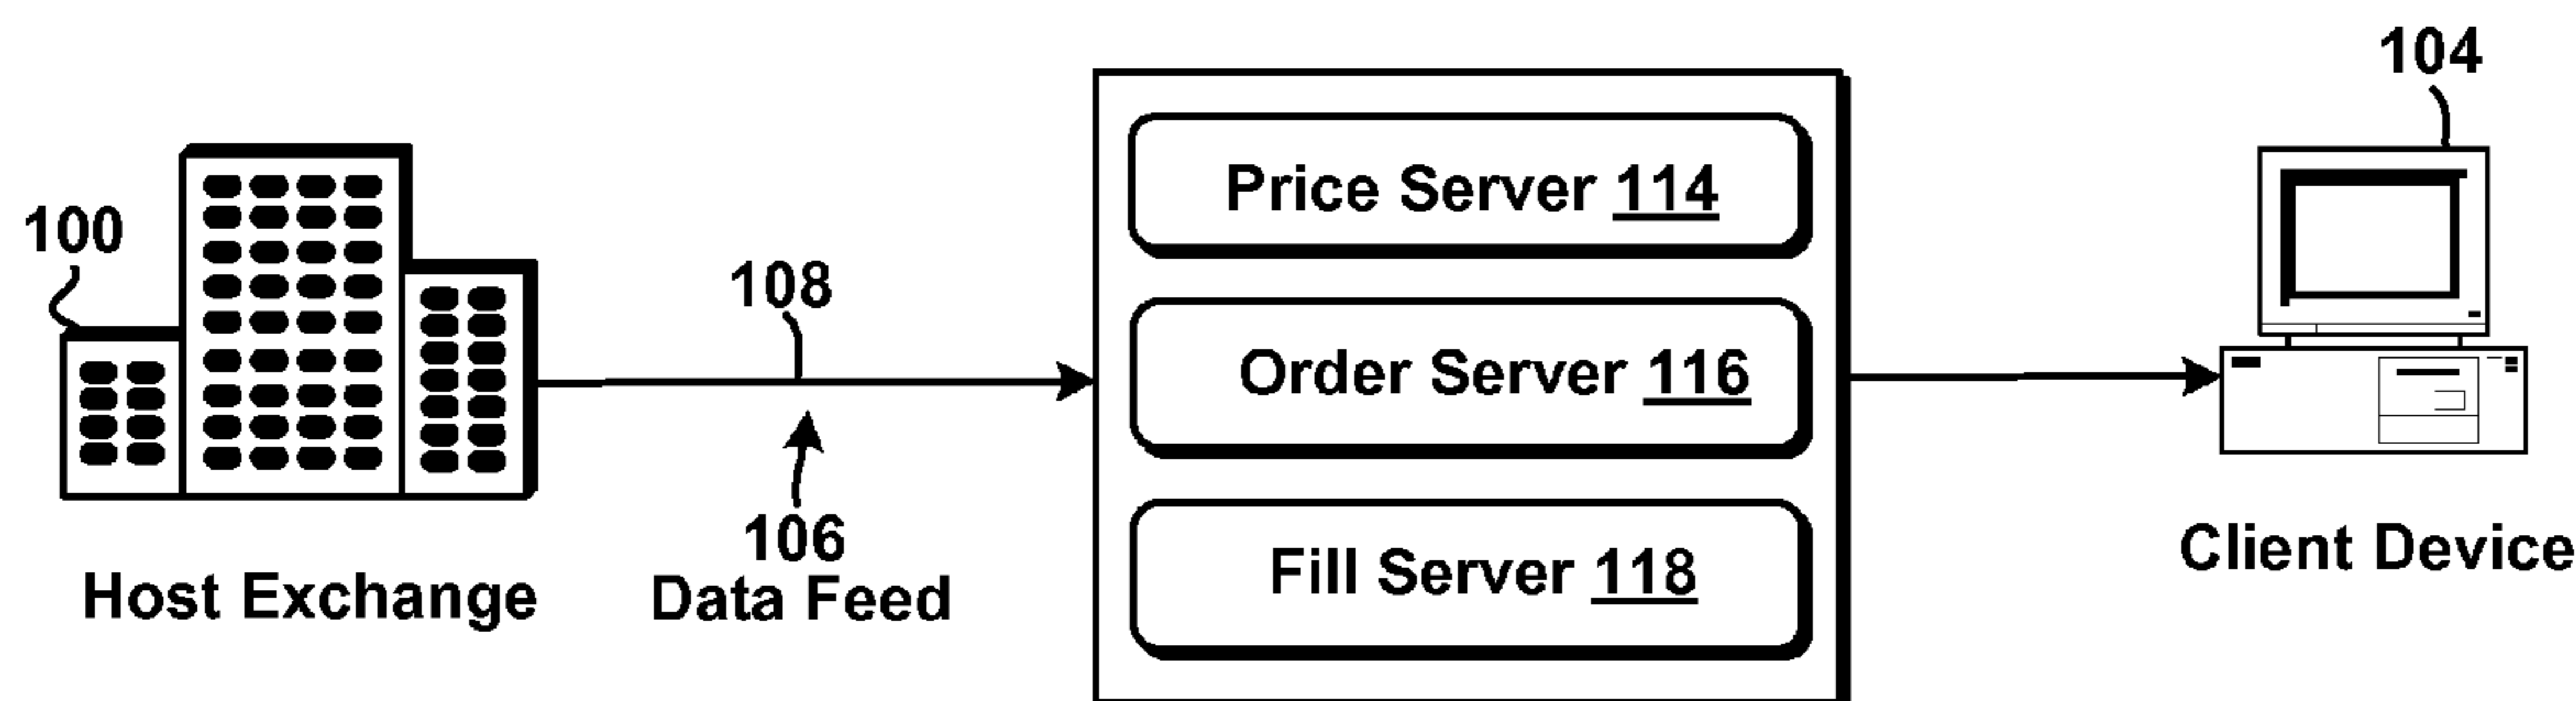 104
Price Server 114
100
108
Order Server 116
106
Data Feed
Host Exchange
Fill Server 118
Client Device